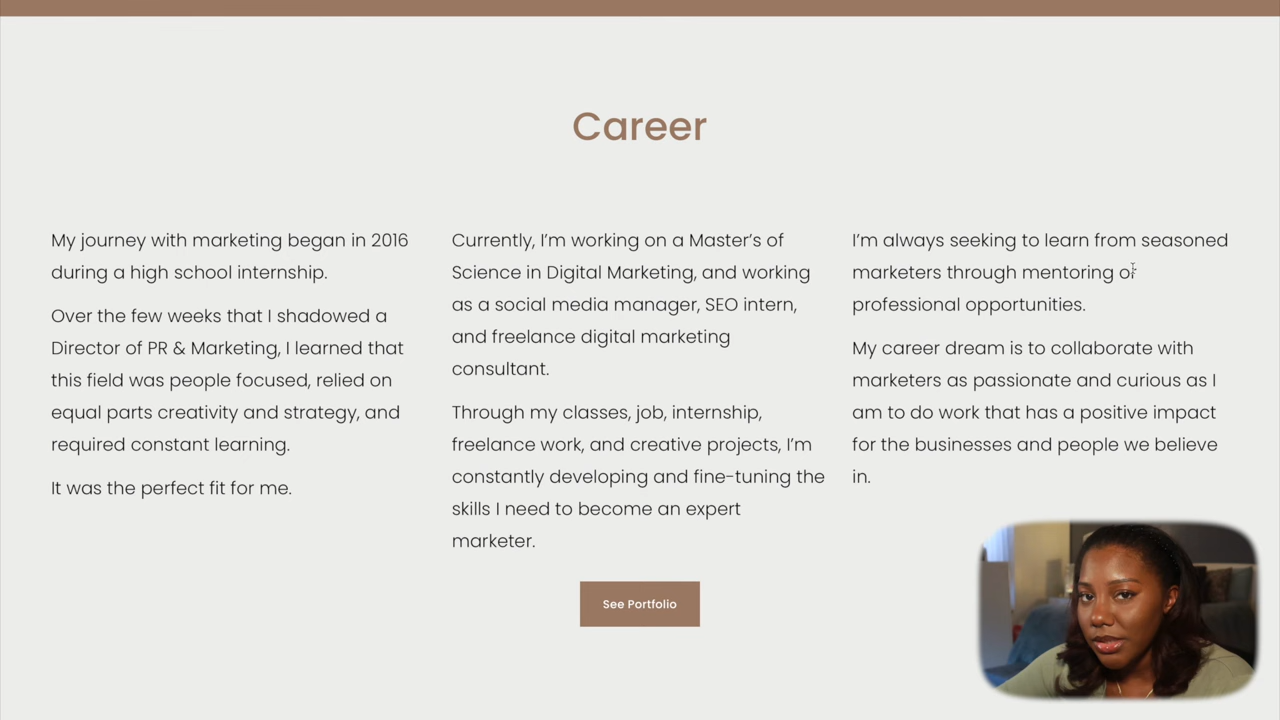 Career
My journey with marketing began in 2016
during a high school internship.
Over the few weeks that I shadowed a
Director of PR & Marketing, I learned that
this field was people focused, relied on
equal parts creativity and strategy, and
required constant learning.
It was the perfect fit for me.
Currently, I'm working on a Master's of
Science in Digital Marketing, and working
as a social media manager, SEO intern,
and freelance digital marketing
consultant.
Through my classes, job, internship,
freelance work, and creative projects, I'm
constantly developing and fine-tuning the
skills I need to become an expert
marketer.
I'm always seeking to learn from seasoned
marketers through mentoring or
professional opportunities.
My career dream is to collaborate with
marketers as passionate and curious as I
am to do work that has a positive impact
for the businesses and people we believe
in.
See Portfolio